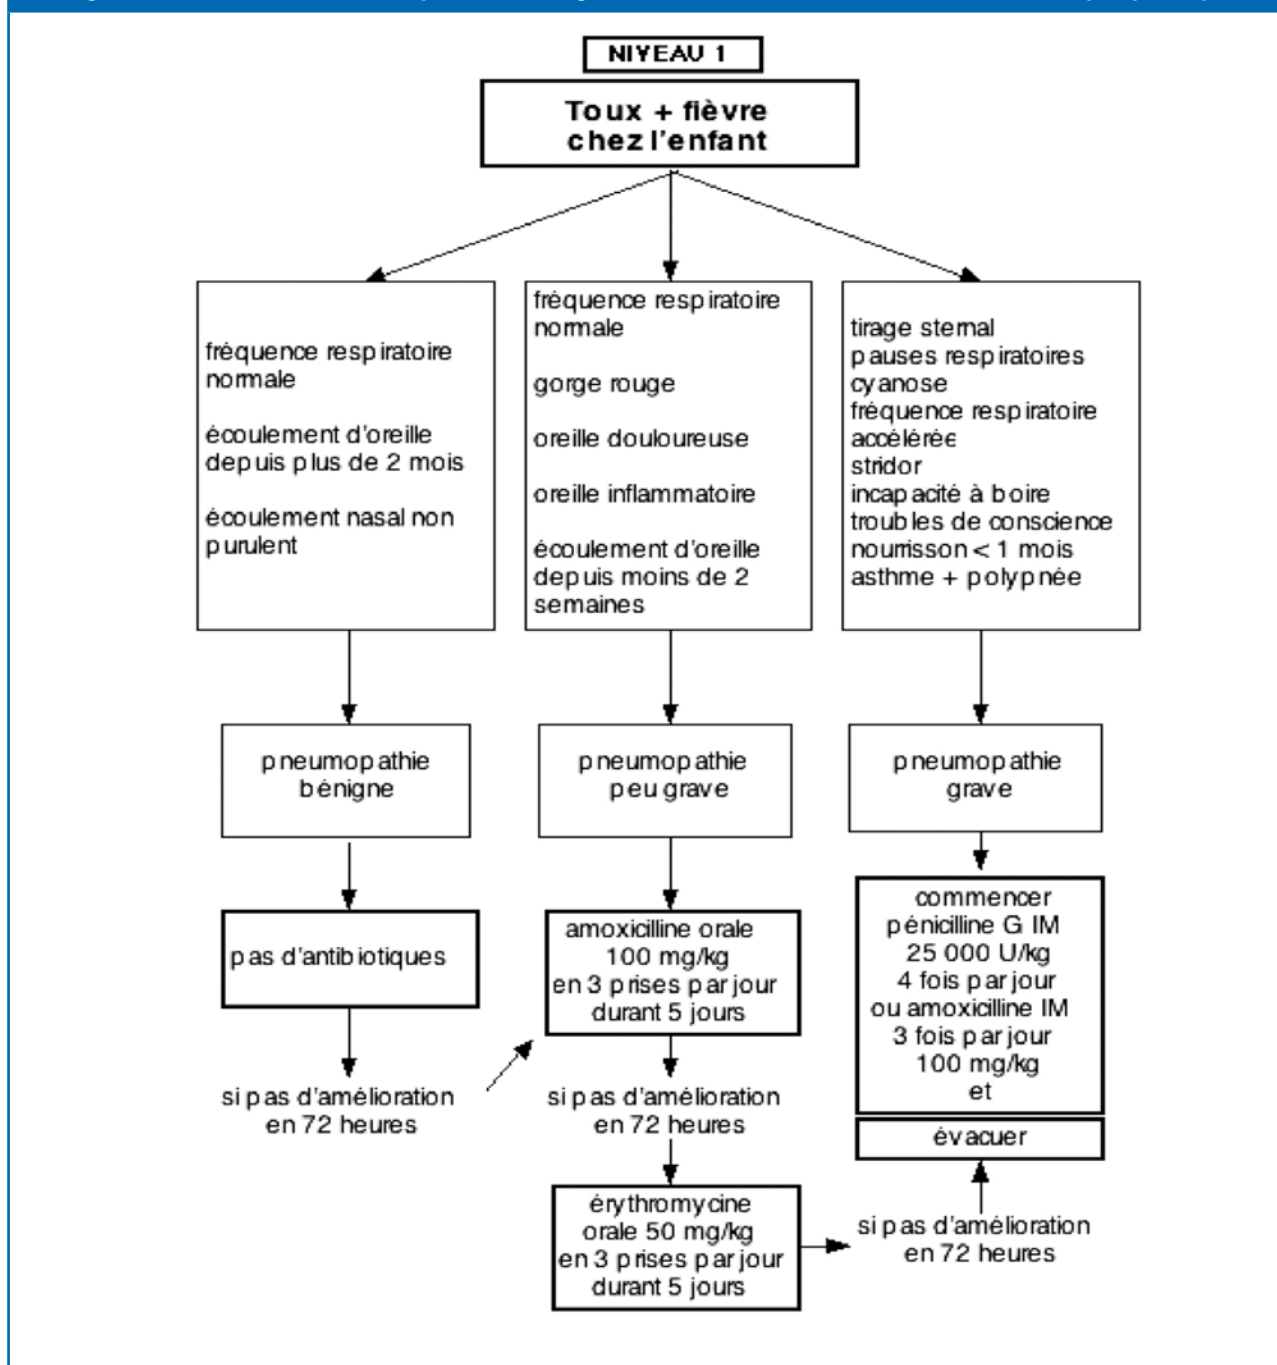 NIVEAU 1
Toux + fièvre
chez l'enfant
fréquence respiratoire
normale
écoulement d'oreille
depuis plus de 2 mois
écoulement nasal non
purulent
fréquence respiratoire
normale
gorge rouge
oreille douloureuse
oreille inflammatoire
écoulement d'oreille
depuis moins de 2
semaines
tirage sternal
pauses respiratoires
cyanose
fréquence respiratoire
accélérée
stridor
incapacité à boire
troubles de conscience
nourrisson < 1 mois
asthme + polypnée
pneumopathie
bénigne
pneumopathie
peu grave
pneumopathie
grave
pas d'antibiotiques
amoxicilline orale
100 mg/kg
en 3 prises par jour
durant 5 jours
commencer
pénicilline G IM
25 000 U/kg
4 fois par jour
ou amoxicilline IM
3 fois par jour
100 mg/kg
et
évacuer
si pas d'amélioration
en 72 heures
si pas d'amélioration
en 72 heures
érythromycine
orale 50 mg/kg
en 3 prises par jour
durant 5 jours
si pas d'amélioration
en 72 heures